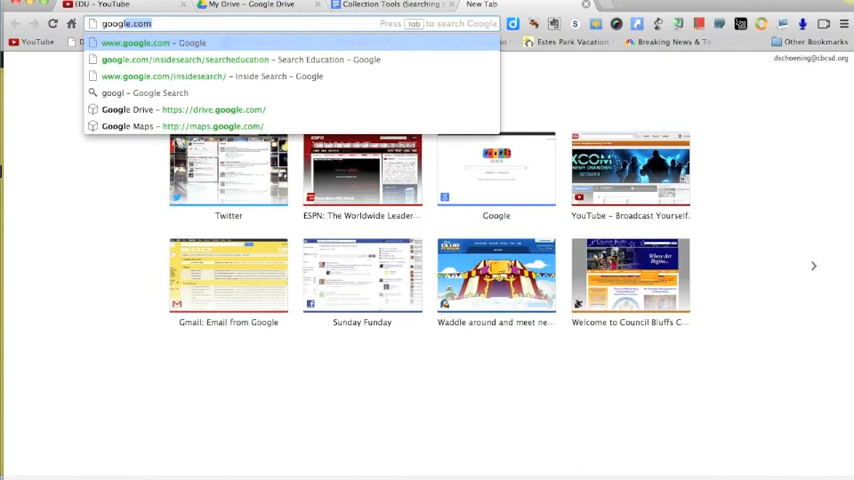 EDU - YouTube
My Drive - Google Drive
Collection Tools (Searching
New Tab
google.com
Press tab to search Google
www.google.com - Google
google.com/insidesearch/searcheducation - Search Education - Google
www.google.com/insidesearch/ - Inside Search - Google
googl - Google Search
Google Drive - https://drive.google.com/
Google Maps - http://maps.google.com/
YouTube
Estes Park Vacation
Breaking News & Te
Other Bookmarks
dschoening@cbcsd.org
Twitter
ESPN: The Worldwide Leader...
Google
YouTube - Broadcast Yourself.
Gmail: Email from Google
Sunday Funday
Waddle around and meet ne...
Welcome to Council Bluffs C...